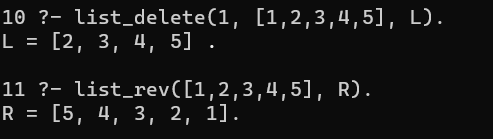 10 ?- list_delete(1, [1,2,3,4,5], L).
L = [2, 3, 4, 5] .
11 ?- list_rev([1,2,3,4,5], R).
R = [5, 4, 3, 2, 1].